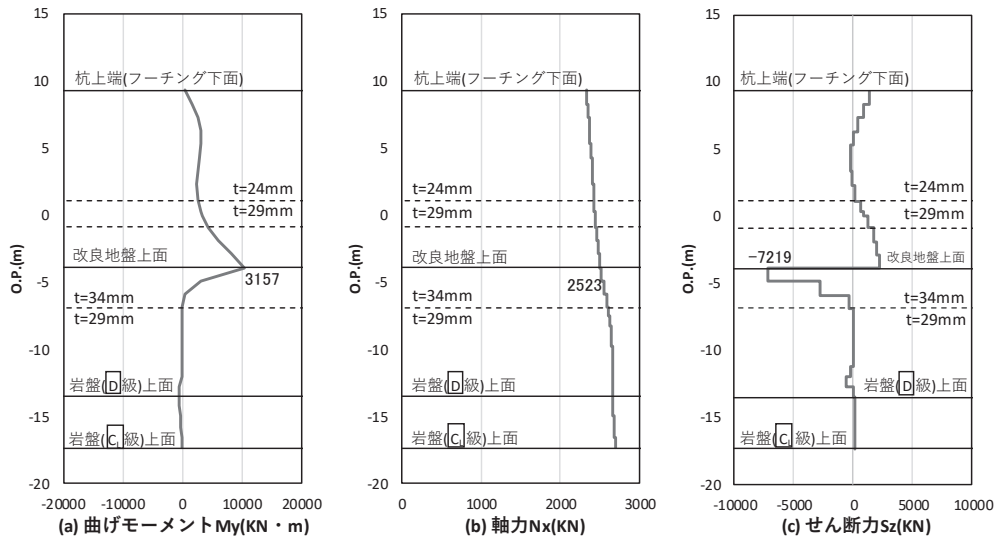 15
10
5
0
-5
-10
-15
-20
O.P.(m)
杭上端(フーチング下面)
t=24mm
t=29mm
改良地盤上面
3157
t=34mm
t=29mm
岩盤(D級)上面
岩盤(CL級)上面
-20000 -10000 0 10000 20000
(a) 曲げモーメントMy(KN・m)
15
10
5
0
-5
-10
-15
-20
O.P.(m)
杭上端(フーチング下面)
t=24mm
t=29mm
改良地盤上面
2523
t=34mm
t=29mm
岩盤(D級)上面
岩盤(CL級)上面
0 1000 2000 3000
(b) 軸力Nx(KN)
15
10
5
0
-5
-10
-15
-20
O.P.(m)
杭上端(フーチング下面)
t=24mm
t=29mm
−7219
改良地盤上面
t=34mm
t=29mm
岩盤(D級)上面
岩盤(CL級)上面
-10000 -5000 0 5000 10000
(c) せん断力Sz(KN)